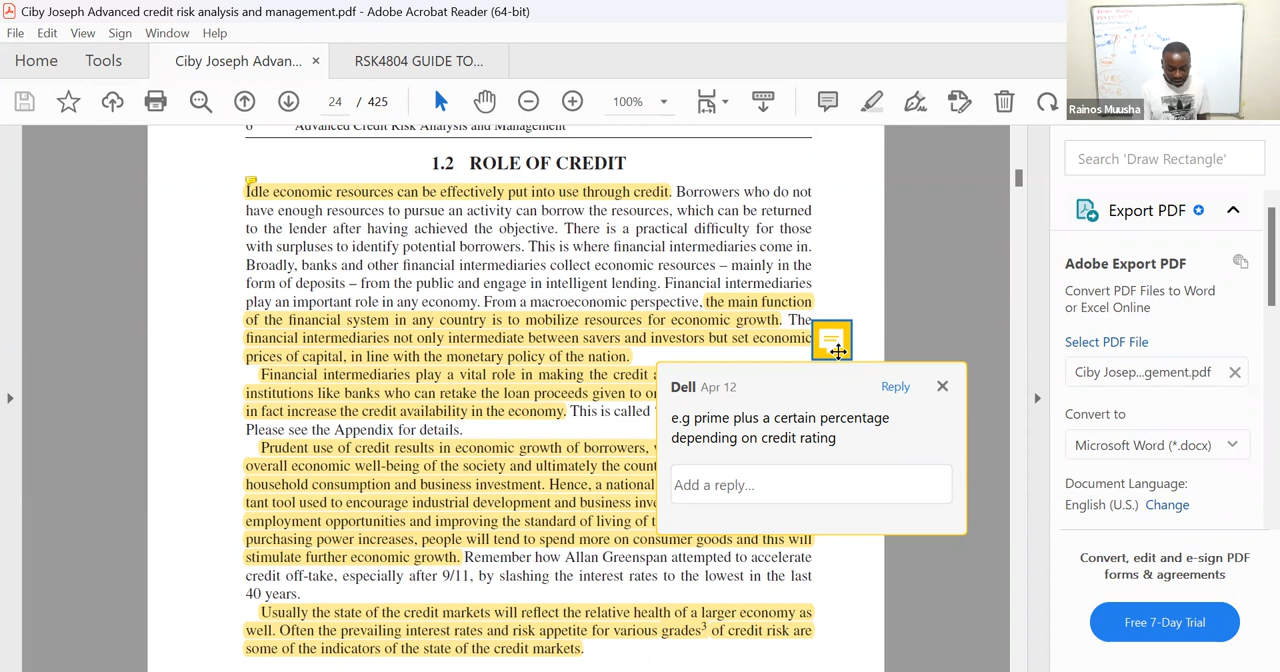 Ciby Joseph Advanced credit risk analysis and management.pdf - Adobe Acrobat Reader (64-bit)
File Edit View Sign Window Help
Home Tools Ciby Joseph Advan... × RSK4804 GUIDE TO...
24 / 425 100%
Rainos Muusha
6 Advanced Credit Risk Analysis and Management
1.2 ROLE OF CREDIT
Idle economic resources can be effectively put into use through credit. Borrowers who do not
have enough resources to pursue an activity can borrow the resources, which can be returned
to the lender after having achieved the objective. There is a practical difficulty for those
with surpluses to identify potential borrowers. This is where financial intermediaries come in.
Broadly, banks and other financial intermediaries collect economic resources – mainly in the
form of deposits – from the public and engage in intelligent lending. Financial intermediaries
play an important role in any economy. From a macroeconomic perspective, the main function
of the financial system in any country is to mobilize resources for economic growth. The
financial intermediaries not only intermediate between savers and investors but set economic
prices of capital, in line with the monetary policy of the nation.
Financial intermediaries play a vital role in making the credit
institutions like banks who can retake the loan proceeds given to
in fact increase the credit availability in the economy. This is called
Please see the Appendix for details.
Prudent use of credit results in economic growth of borrowers,
overall economic well-being of the society and ultimately the
household consumption and business investment. Hence, a national
tant tool used to encourage industrial development and business
employment opportunities and improving the standard of living of
purchasing power increases, people will tend to spend more on consumer goods and this will
stimulate further economic growth. Remember how Allan Greenspan attempted to accelerate
credit off-take, especially after 9/11, by slashing the interest rates to the lowest in the last
40 years.
Usually the state of the credit markets will reflect the relative health of a larger economy as
well. Often the prevailing interest rates and risk appetite for various grades³ of credit risk are
some of the indicators of the state of the credit markets.
Dell Apr 12 Reply
e.g prime plus a certain percentage
depending on credit rating
Add a reply...
Search 'Draw Rectangle'
Export PDF
Adobe Export PDF
Convert PDF Files to Word
or Excel Online
Select PDF File
Ciby Josep...gement.pdf
Convert to
Microsoft Word (*.docx)
Document Language:
English (U.S.) Change
Convert, edit and e-sign PDF
forms & agreements
Free 7-Day Trial